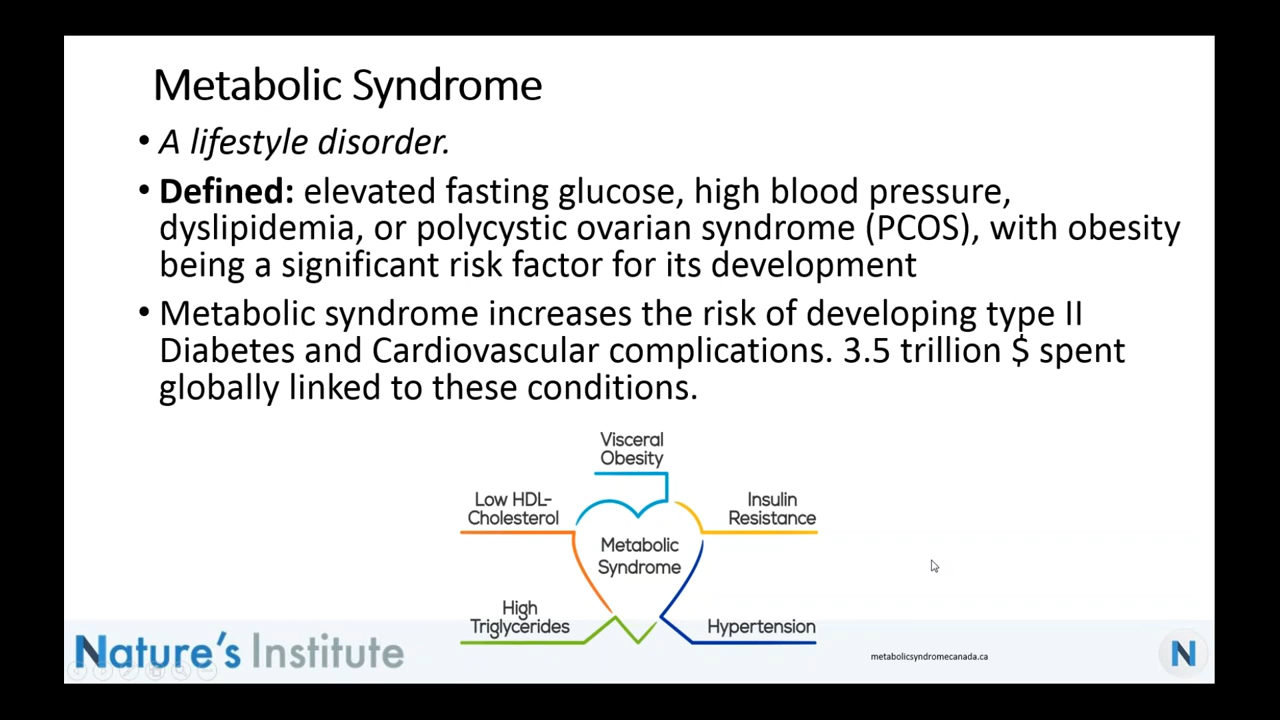 Metabolic Syndrome
• A lifestyle disorder.
• Defined: elevated fasting glucose, high blood pressure,
dyslipidemia, or polycystic ovarian syndrome (PCOS), with obesity
being a significant risk factor for its development
• Metabolic syndrome increases the risk of developing type II
Diabetes and Cardiovascular complications. 3.5 trillion $ spent
globally linked to these conditions.
Visceral
Obesity
Low HDL-
Cholesterol
Insulin
Resistance
Metabolic
Syndrome
High
Triglycerides
Hypertension
Nature's Institute
metabolicsyndromecanada.ca
N